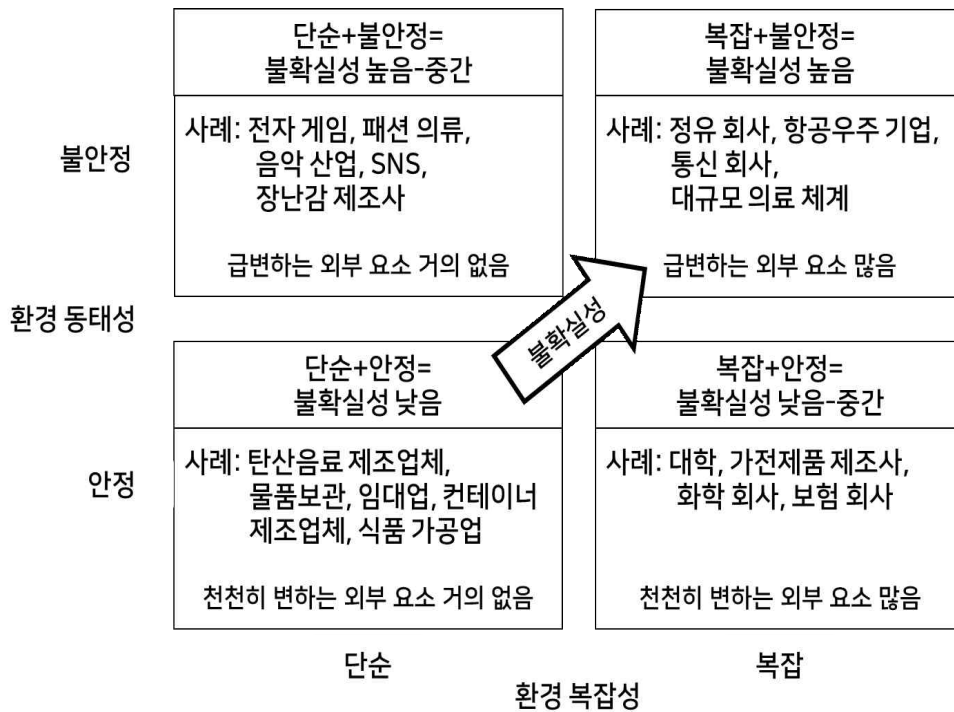 단순+불안정=
불확실성 높음-중간
사례: 전자 게임, 패션 의류,
음악 산업, SNS,
장난감 제조사
급변하는 외부 요소 거의 없음
복잡+불안정=
불확실성 높음
사례: 정유 회사, 항공우주 기업,
통신 회사,
대규모 의료 체계
급변하는 외부 요소 많음
불안정
환경 동태성
불확실성
단순+안정=
불확실성 낮음
사례: 탄산음료 제조업체,
물품보관, 임대업, 컨테이너
제조업체, 식품 가공업
천천히 변하는 외부 요소 거의 없음
복잡+안정=
불확실성 낮음-중간
사례: 대학, 가전제품 제조사,
화학 회사, 보험 회사
천천히 변하는 외부 요소 많음
안정
단순
복잡
환경 복잡성